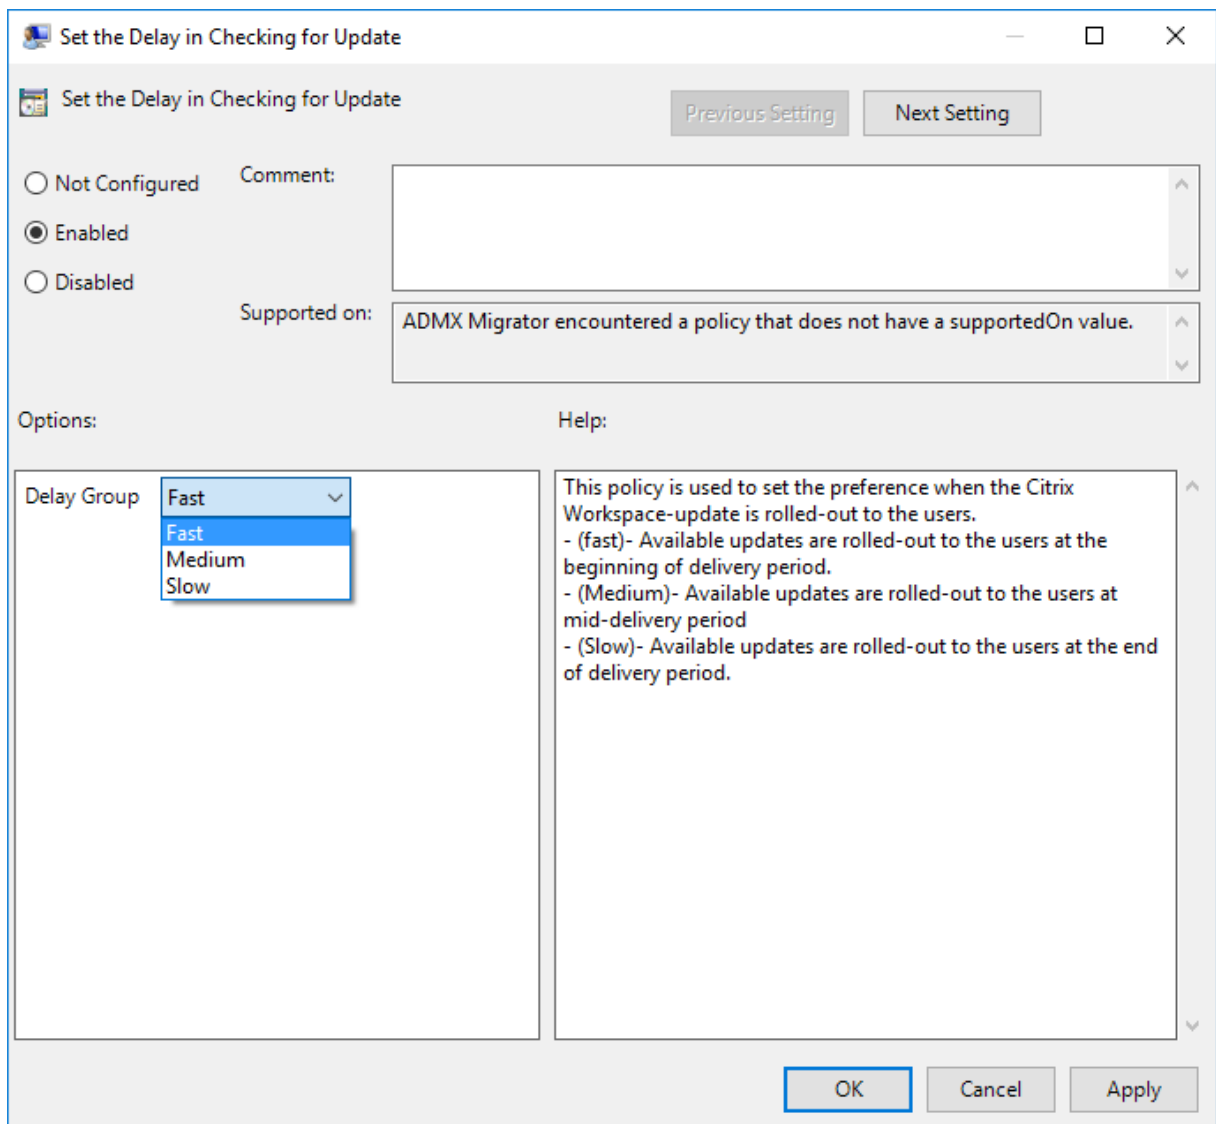 Set the Delay in Checking for Update
Set the Delay in Checking for Update
Previous Setting
Next Setting
Not Configured
Comment:
Enabled
Disabled
Supported on:
ADMX Migrator encountered a policy that does not have a supportedOn value.
Options:
Help:
Delay Group
Fast
Fast
Medium
Slow
This policy is used to set the preference when the Citrix
Workspace-update is rolled-out to the users.
- (fast)- Available updates are rolled-out to the users at the
beginning of delivery period.
- (Medium)- Available updates are rolled-out to the users at
mid-delivery period
- (Slow)- Available updates are rolled-out to the users at the end
of delivery period.
OK
Cancel
Apply